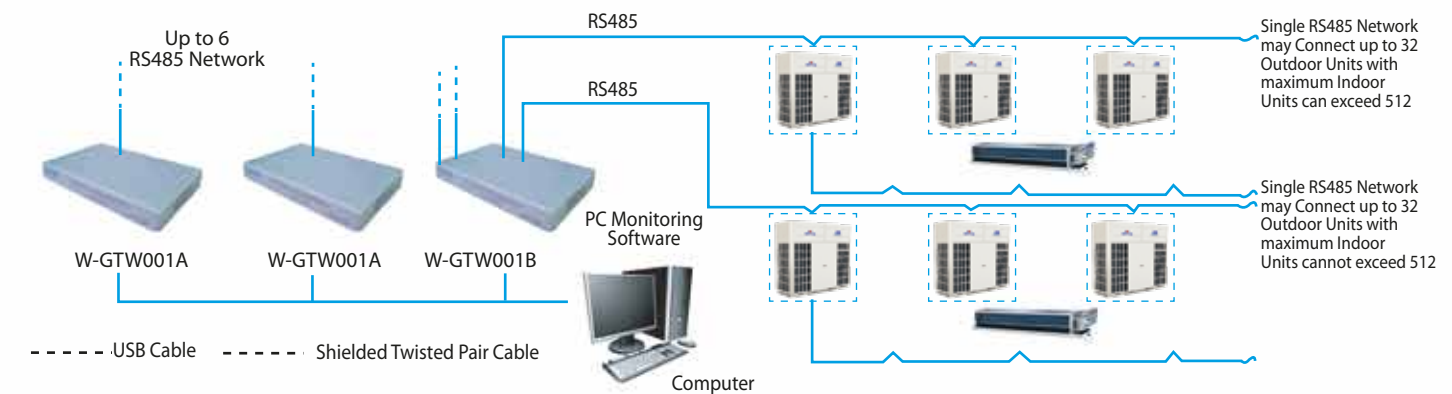 Up to 6
RS485 Network
RS485
RS485
Single RS485 Network
may Connect up to 32
Outdoor Units with
maximum Indoor
Units can exceed 512
W-GTW001A
W-GTW001A
W-GTW001B
PC Monitoring
Software
Single RS485 Network
may Connect up to 32
Outdoor Units with
maximum Indoor
Units cannot exceed 512
USB Cable
Shielded Twisted Pair Cable
Computer